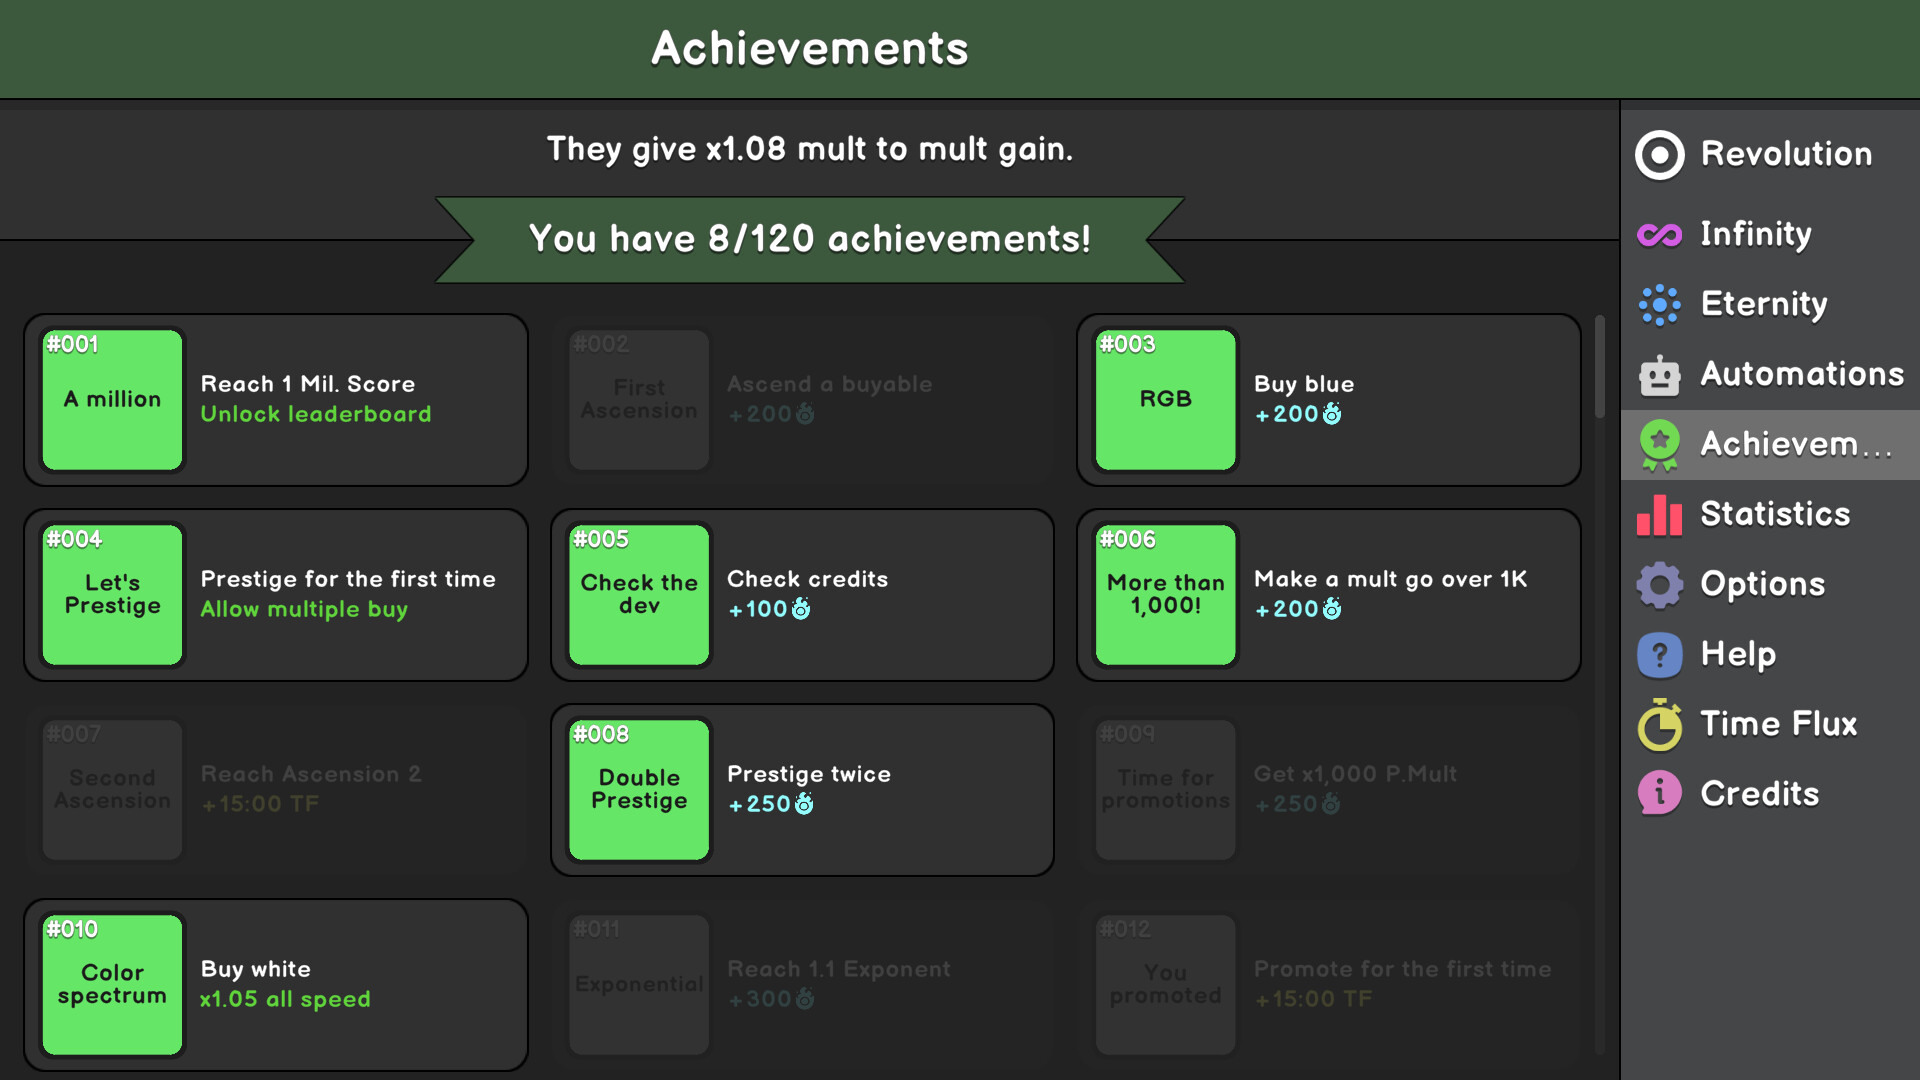 Achievements
They give x1.08 mult to mult gain.
You have 8/120 achievements!
#001
A million
Reach 1 Mil. Score
Unlock leaderboard
#002
First
Ascension
Ascend a buyable
+200
#003
RGB
Buy blue
+200
#004
Let's
Prestige
Prestige for the first time
Allow multiple buy
#005
Check the
dev
Check credits
+100
#006
More than
1,000!
Make a mult go over 1K
+200
#007
Second
Ascension
Reach Ascension 2
+15:00 TF
#008
Double
Prestige
Prestige twice
+250
#009
Time for
promotions
Get x1,000 P.Mult
+250
#010
Color
spectrum
Buy white
x1.05 all speed
#011
Exponential
Reach 1.1 Exponent
+300
#012
You
promoted
Promote for the first time
+15:00 TF
Revolution
Infinity
Eternity
Automations
Achievem...
Statistics
Options
Help
Time Flux
Credits